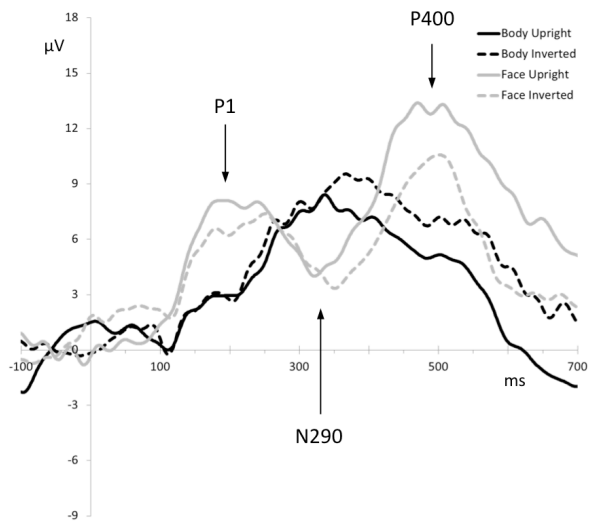 18
P400
μV
Body Upright
15
Body Inverted
Face Upright
P1
Face Inverted
12
9
6
3
0
-100
100
300
500
700
ms
-3
N290
-6
-9